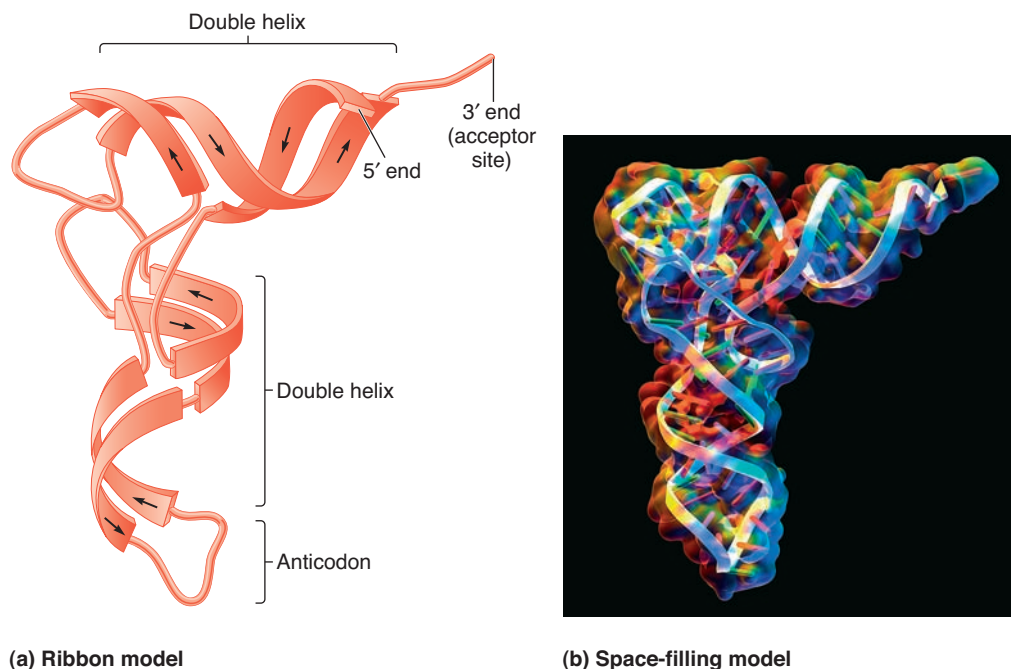 Double helix
3′ end
(acceptor
site)
5′ end
Double helix
Anticodon
(a) Ribbon model
(b) Space-filling model